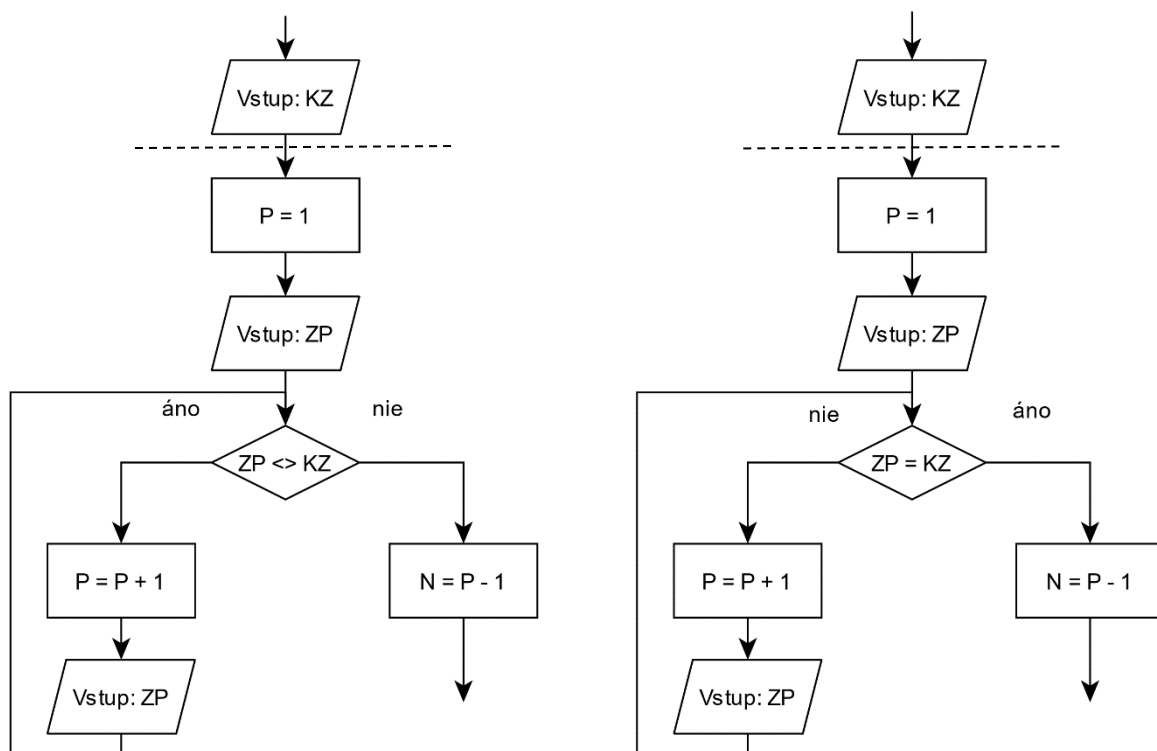 Vstup: KZ
P = 1
Vstup: ZP
áno
nie
ZP <> KZ
P = P + 1
N = P - 1
Vstup: ZP
Vstup: KZ
P = 1
Vstup: ZP
nie
áno
ZP = KZ
P = P + 1
N = P - 1
Vstup: ZP